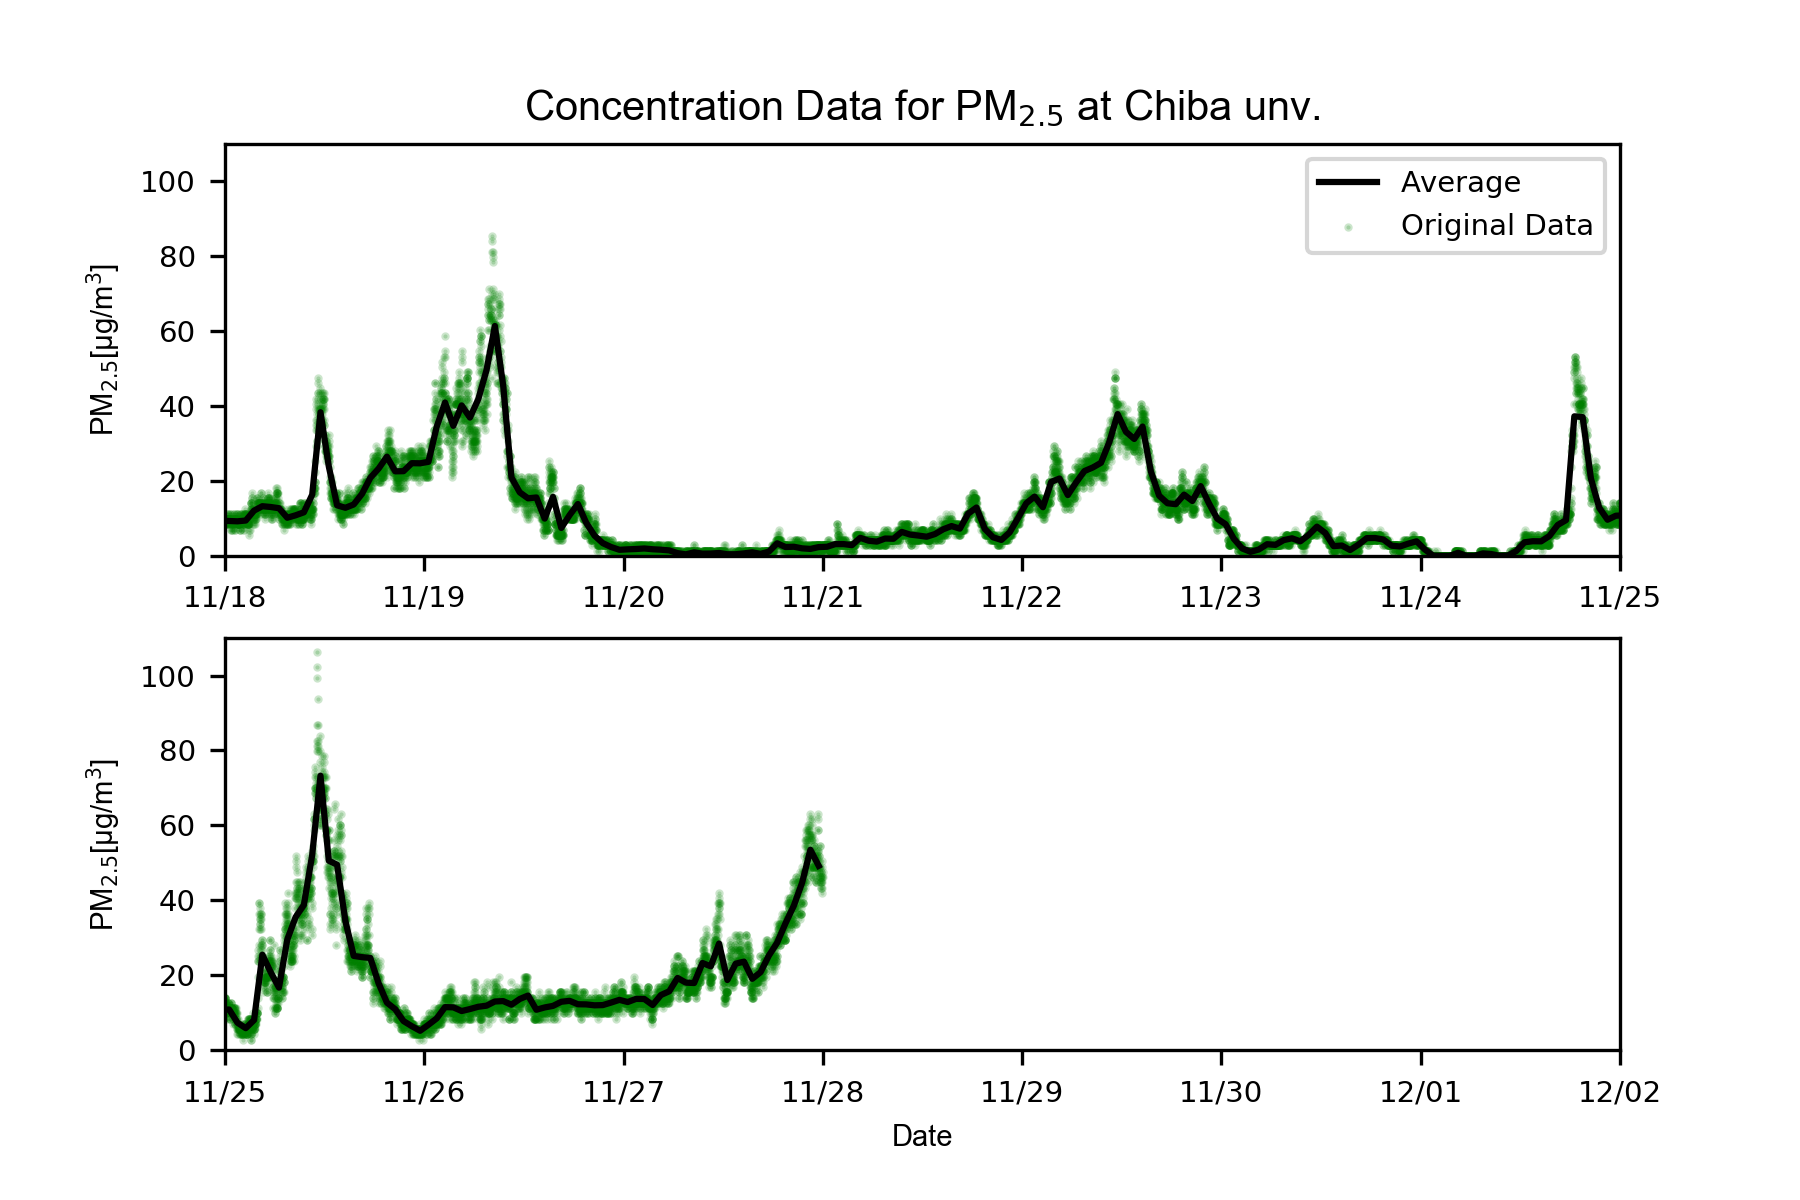 Concentration Data for PM₂.₅ at Chiba unv.
100
80
60
40
20
0
PM₂.₅[µg/m³]
Average
Original Data
11/18 11/19 11/20 11/21 11/22 11/23 11/24 11/25
100
80
60
40
20
0
PM₂.₅[µg/m³]
11/25 11/26 11/27 11/28 11/29 11/30 12/01 12/02
Date